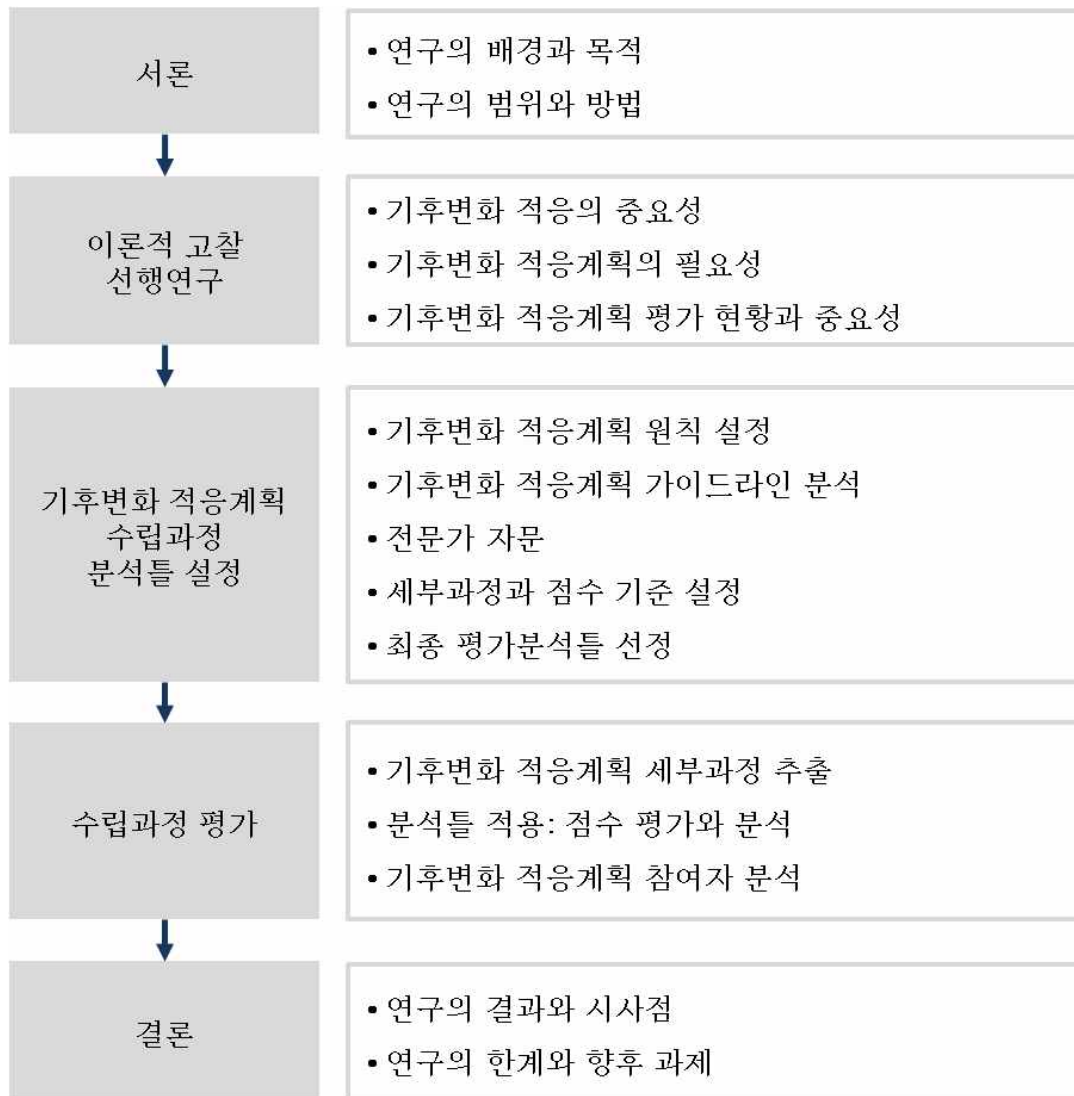 서론
• 연구의 배경과 목적
• 연구의 범위와 방법
이론적 고찰
선행연구
• 기후변화 적응의 중요성
• 기후변화 적응계획의 필요성
• 기후변화 적응계획 평가 현황과 중요성
기후변화 적응계획
수립과정
분석틀 설정
• 기후변화 적응계획 원칙 설정
• 기후변화 적응계획 가이드라인 분석
• 전문가 자문
• 세부과정과 점수 기준 설정
• 최종 평가분석틀 선정
수립과정 평가
• 기후변화 적응계획 세부과정 추출
• 분석틀 적용: 점수 평가와 분석
• 기후변화 적응계획 참여자 분석
결론
• 연구의 결과와 시사점
• 연구의 한계와 향후 과제